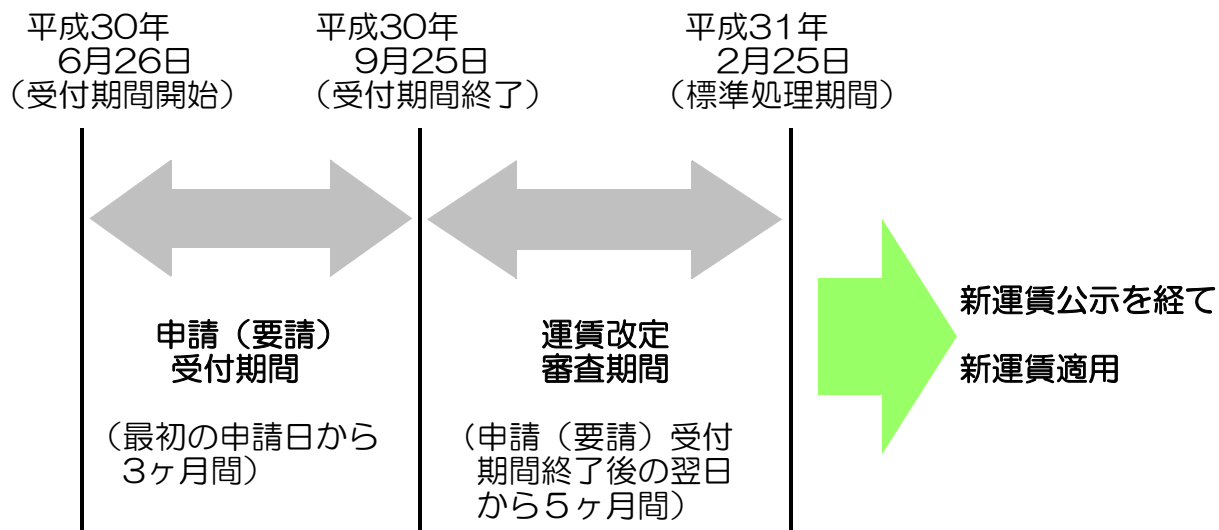 平成30年
6月26日
（受付期間開始）
平成30年
9月25日
（受付期間終了）
平成31年
2月25日
（標準処理期間）
申請（要請）
受付期間
（最初の申請日から
3ヶ月間）
運賃改定
審査期間
（申請（要請）受付
期間終了後の翌日
から５ヶ月間）
新運賃公示を経て
新運賃適用